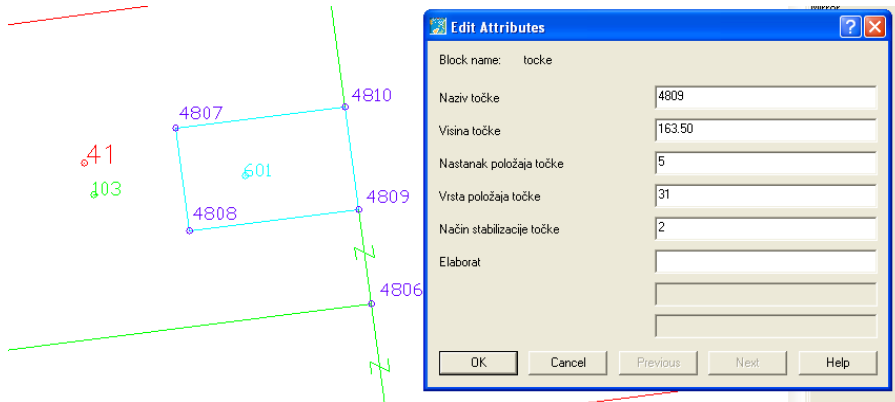 4810
4807
41
601
103
4808
4809
4806
Mirror
Edit Attributes
Block name: tocke
Naziv točke 4809
Visina točke 163.50
Nastanak položaja točke 5
Vrsta položaja točke 31
Način stabilizacije točke 2
Elaborat
OK Cancel Previous Next Help